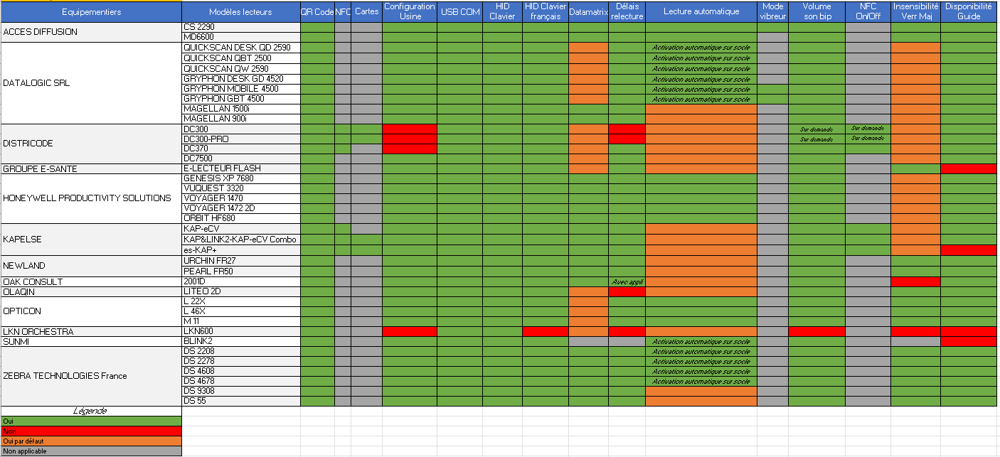 Equipementiers Modèles lecteurs QR Code NFC Cartes Configuration Usine USB COM HID Clavier HID Clavier français Datamatrix Délais relecture Lecture automatique Mode vibreur Volume son bip NFC On/Off Insensibilité Verr Maj Disponibilité Guide
ACCES DIFFUSION
CS 2290
MD6600
DATALOGIC SRL
QUICKSCAN DESK QD 2590 Activation automatique sur socle
QUICKSCAN QBT 2500 Activation automatique sur socle
QUICKSCAN QW 2590 Activation automatique sur socle
GRYPHON DESK GD 4520 Activation automatique sur socle
GRYPHON MOBILE 4500 Activation automatique sur socle
GRYPHON GBT 4500 Activation automatique sur socle
MAGELLAN 1500i
MAGELLAN 900i
DISTRICODE
DC300 Sur demande Sur demande
DC300-PRO Sur demande Sur demande
DC370
DC7500
GROUPE E-SANTE E-LECTEUR FLASH
HONEYWELL PRODUCTIVITY SOLUTIONS
GENESIS XP 7680
VUQUEST 3320
VOYAGER 1470
VOYAGER 1472 2D
ORBIT HF680
KAPELSE
KAP-eCV
KAP&LINK2-KAP-eCV Combo
es-KAP+
NEWLAND
URCHIN FR27
PEARL FR50
OAK CONSULT 2001D Avec appli
OLAQIN LITEO 2D
OPTICON
L 22X
L 46X
M 11
LKN ORCHESTRA LKN600
SUNMI BLINK2 Activation automatique sur socle
ZEBRA TECHNOLOGIES France
DS 2208 Activation automatique sur socle
DS 2278 Activation automatique sur socle
DS 4608 Activation automatique sur socle
DS 4678 Activation automatique sur socle
DS 9308
DS 55
Légende
Oui
Non
Oui par défaut
Non applicable